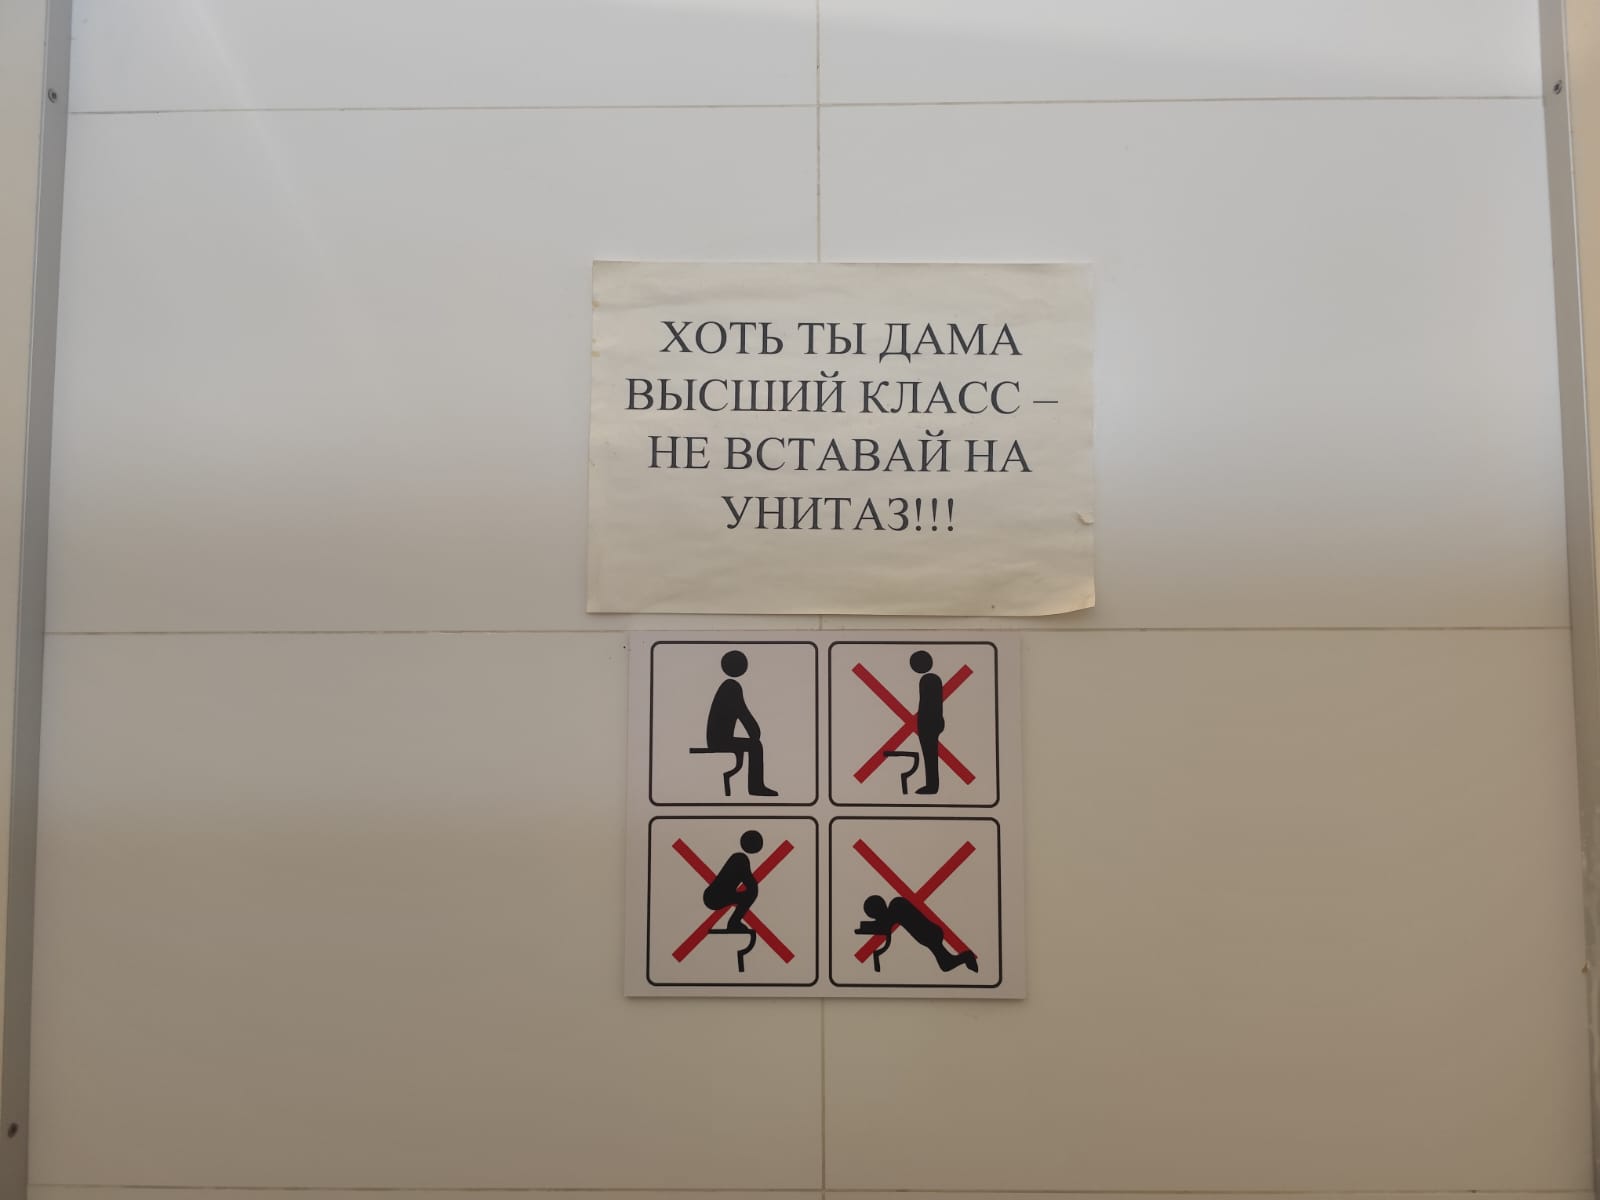 ХОТЬ ТЫ ДАМА
ВЫСШИЙ КЛАСС –
НЕ ВСТАВАЙ НА
УНИТАЗ!!!